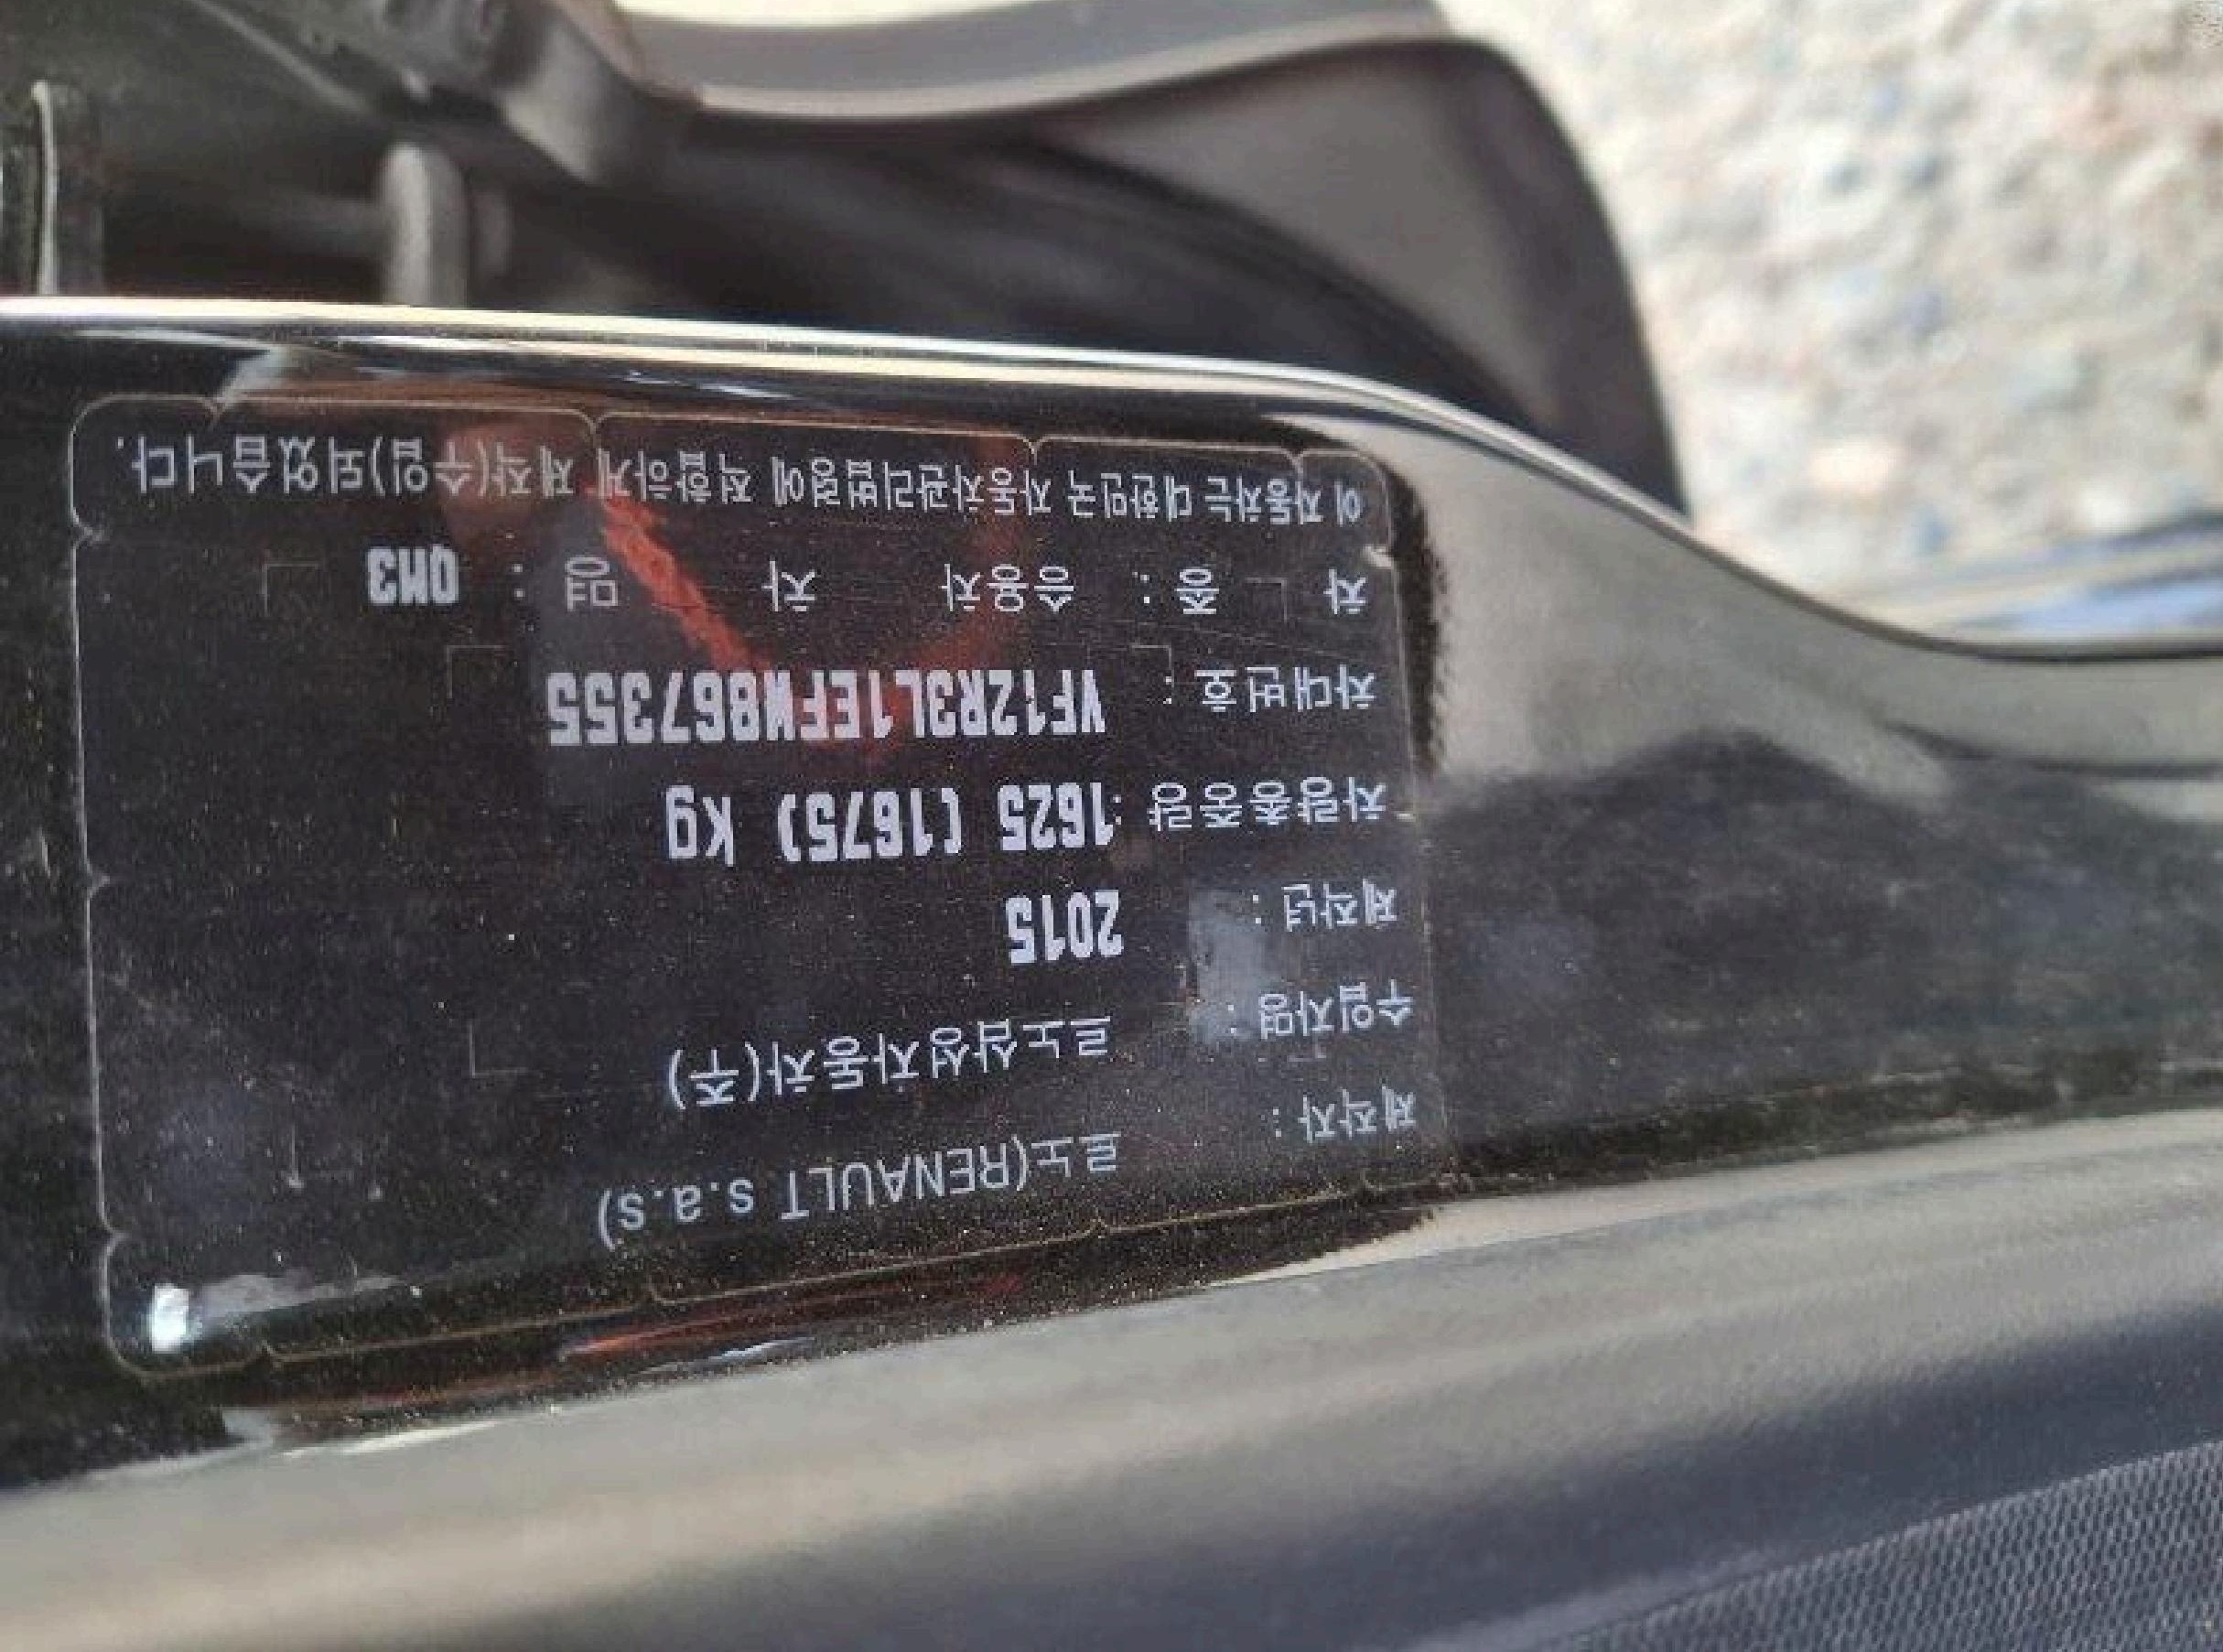 제작자 : 르노(RENAULT s.a.s)
수입자명 : 르노삼성자동차(주)
제작년 : 2015
차량총중량 : 1625 (1675) kg
차대번호 : VF12R3L1EFW867355
차 종 : 승용차 차 명 : QM3
이 자동차는 대한민국 자동차관리법령에 적합하게 제작(수입)되었습니다.